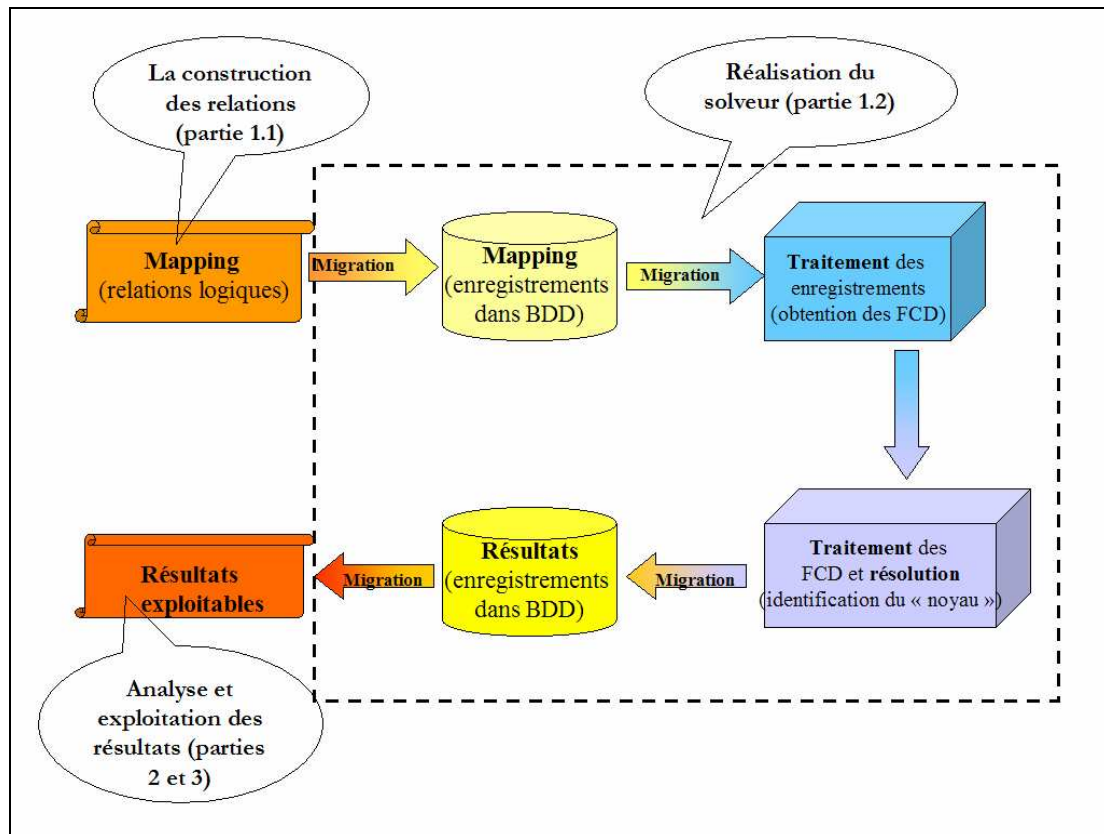 La construction
des relations
(partie 1.1)
Réalisation du
solveur (partie 1.2)
Mapping
(relations logiques)
Migration
Mapping
(enregistrements
dans BDD)
Migration
Traitement des
enregistrements
(obtention des FCD)
Résultats
exploitables
Migration
Résultats
(enregistrements
dans BDD)
Migration
Traitement des
FCD et résolution
(identification du « noyau »)
Analyse et
exploitation des
résultats (parties
2 et 3)